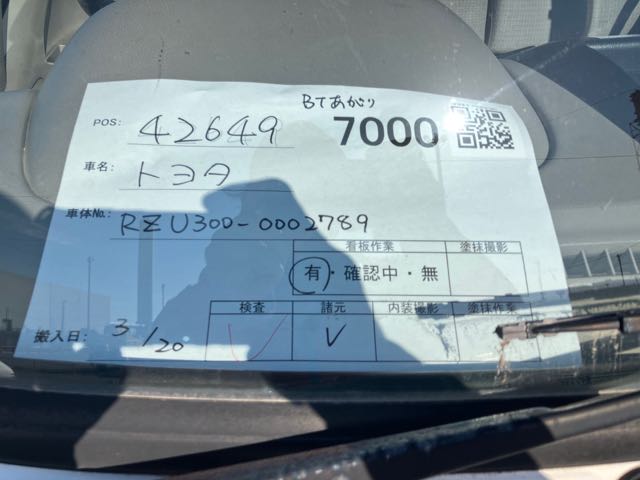 BTあがり
POS: 42649 7000
車名: トヨタ
車体No.: RZU300-0002789
看板作業 塗抹撮影
有・確認中・無
検査 諸元 内装撮影 塗抹作業
搬入日: 3/20 V V